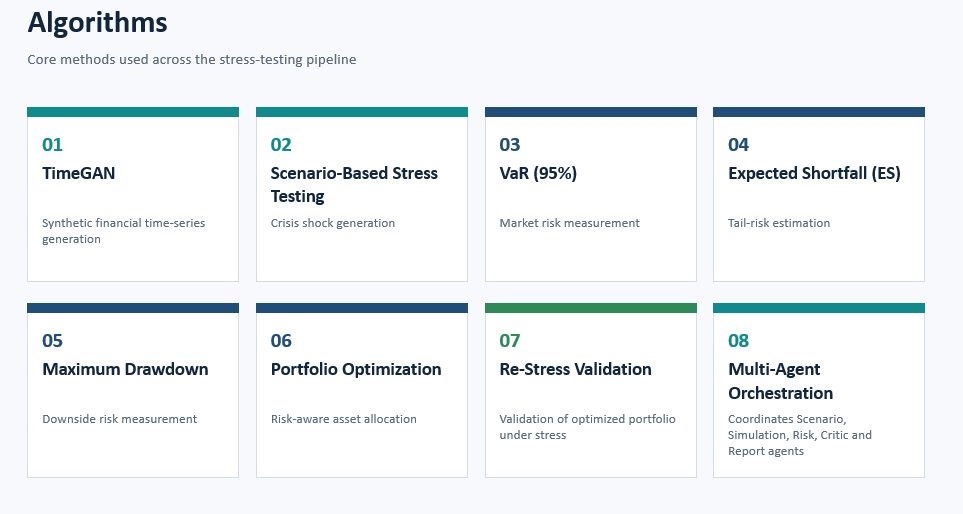 Algorithms
Core methods used across the stress-testing pipeline
01
TimeGAN
Synthetic financial time-series
generation
02
Scenario-Based Stress
Testing
Crisis shock generation
03
VaR (95%)
Market risk measurement
04
Expected Shortfall (ES)
Tail-risk estimation
05
Maximum Drawdown
Downside risk measurement
06
Portfolio Optimization
Risk-aware asset allocation
07
Re-Stress Validation
Validation of optimized portfolio
under stress
08
Multi-Agent
Orchestration
Coordinates Scenario,
Simulation, Risk, Critic and
Report agents